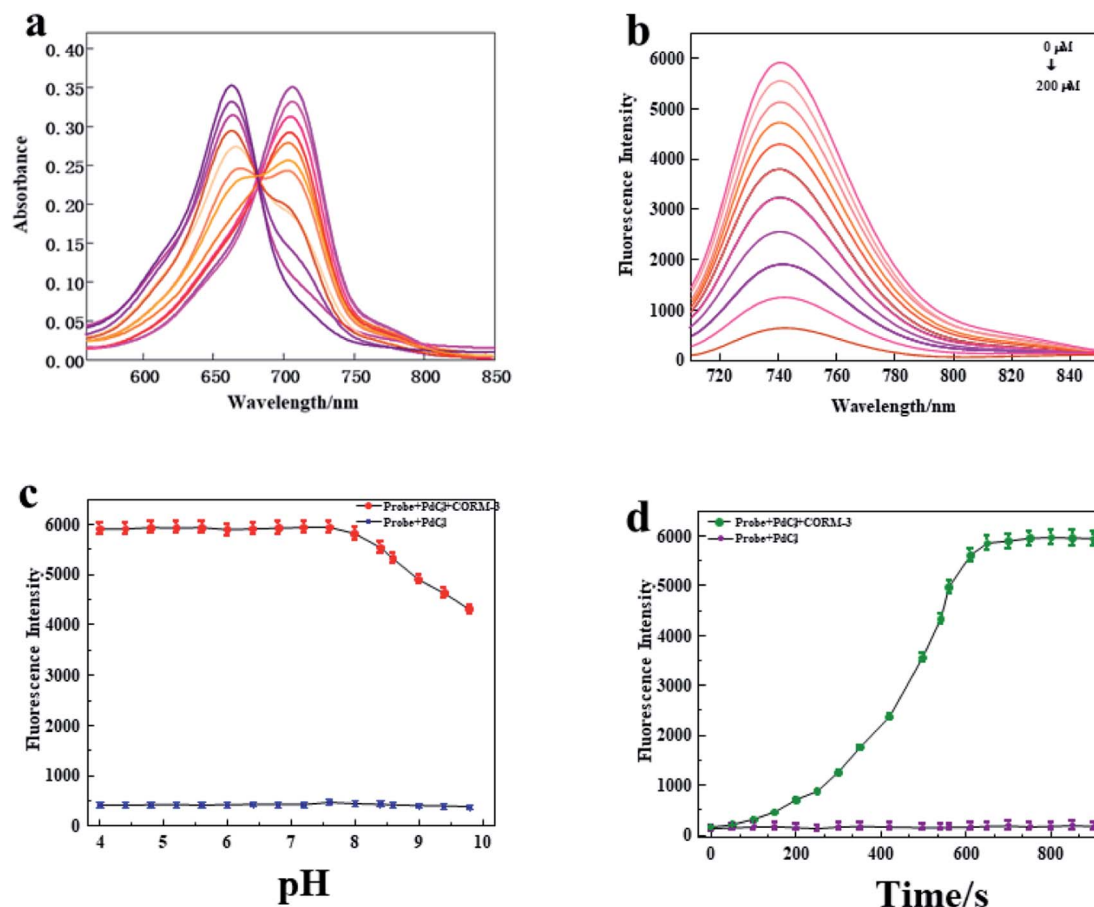 a
0. 40
0. 35
0. 30
0. 25
0. 20
0. 15
0. 10
0. 05
0. 00
Absorbance
600 650 700 750 800 850
Wavelength/nm
b
0 μM
↓
200 μM
6000
5000
4000
3000
2000
1000
0
Fluorescence Intensity
720 740 760 780 800 820 840
Wavelength/nm
c
Probe+PdCl+CORM-3
Probe+PdCl
6000
5000
4000
3000
2000
1000
0
Fluorescence Intensity
4 5 6 7 8 9 10
pH
d
Probe+PdCl+CORM-3
Probe+PdCl
6000
5000
4000
3000
2000
1000
0
Fluorescence Intensity
0 200 400 600 800
Time/s